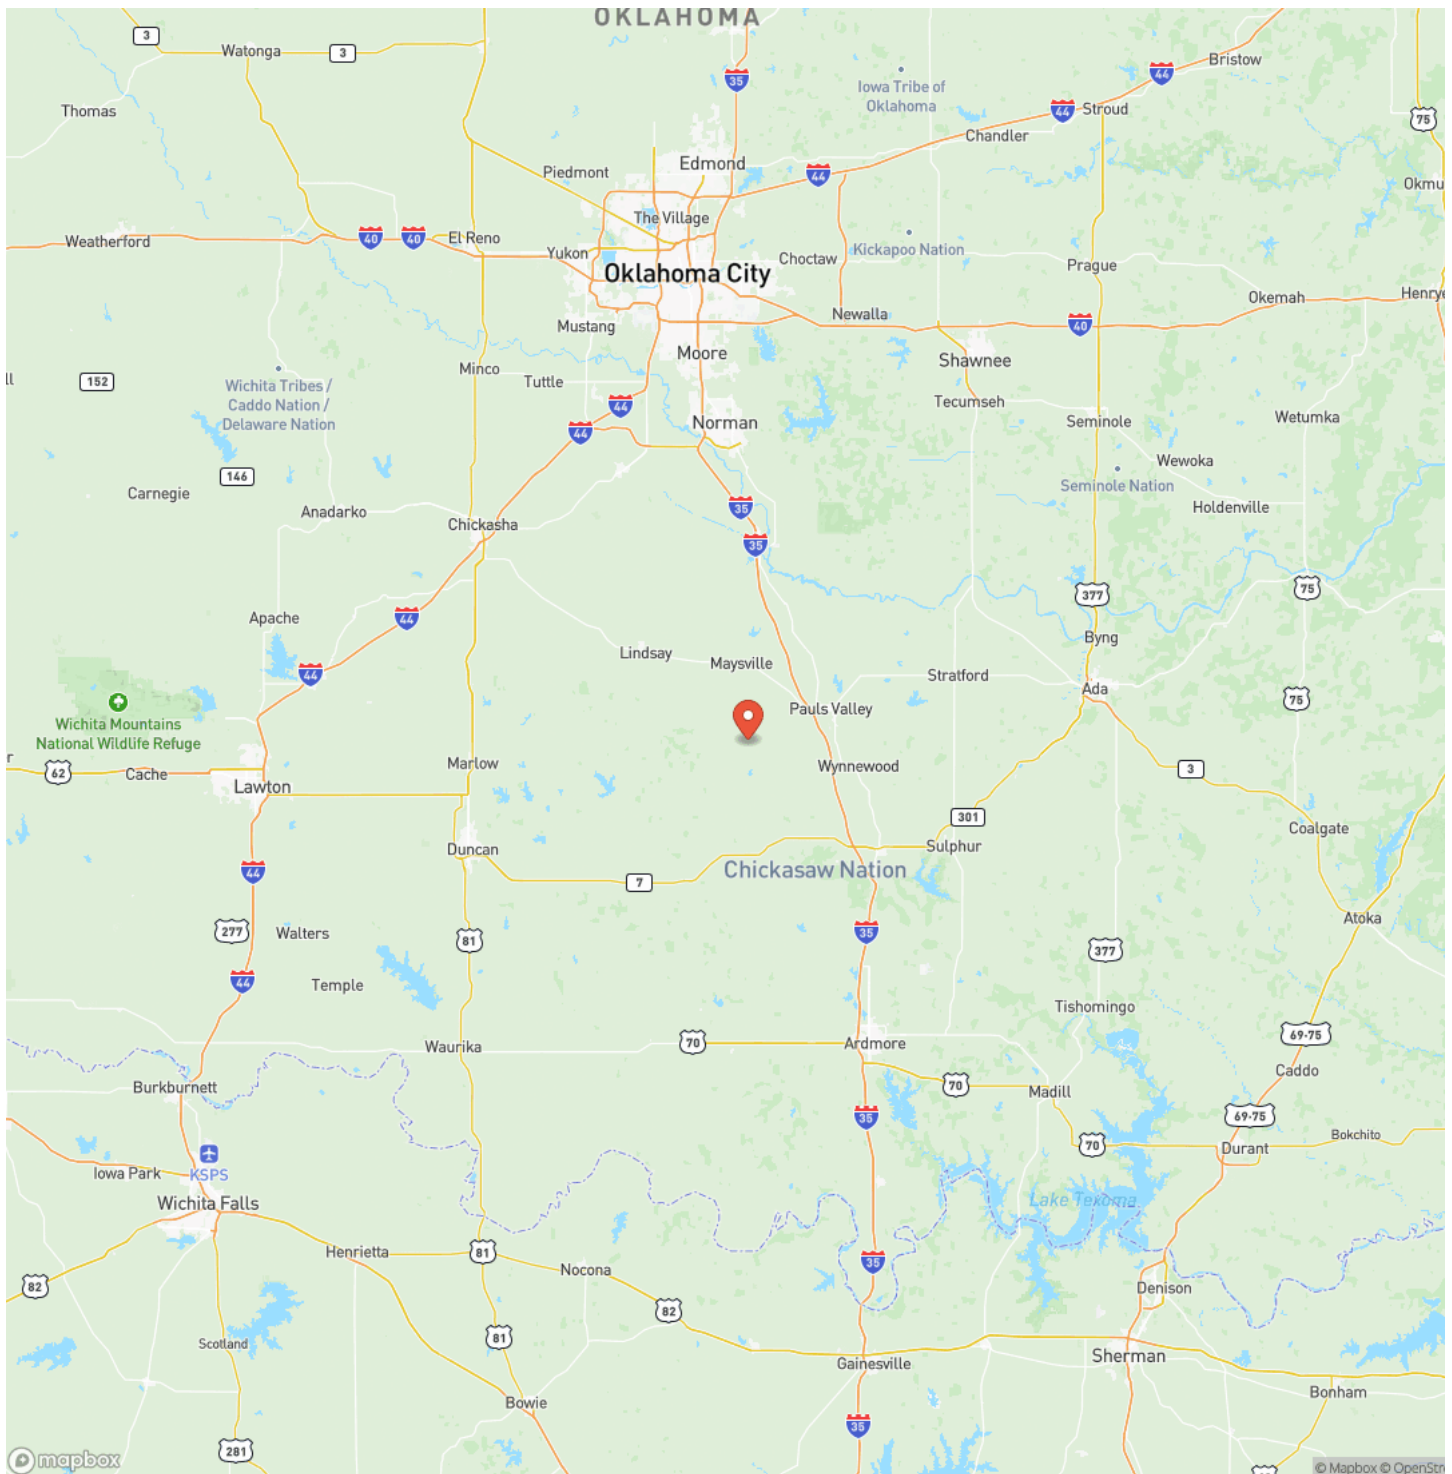 OKLAHOMA
3
Watonga
3
35
Bristow
44
Iowa Tribe of
Oklahoma
44
Stroud
75
Thomas
Chandler
Edmond
Piedmont
44
Okmu
The Village
Weatherford
40
40
El Reno
Yukon
Choctaw
Kickapoo Nation
Prague
Oklahoma City
Okemah
Henrye
Mustang
Newalla
40
Moore
Shawnee
Minco
Tuttle
ll
152
Wichita Tribes /
Caddo Nation /
Delaware Nation
44
Tecumseh
44
Norman
Seminole
Wetumka
Wewoka
146
Seminole Nation
Carnegie
35
Holdenville
Anadarko
Chickasha
35
377
75
Apache
44
Byng
Lindsay
Maysville
44
Stratford
Ada
75
Pauls Valley
Wichita Mountains
National Wildlife Refuge
r
62
Cache
Lawton
Marlow
Wynnewood
3
301
Coalgate
Duncan
Sulphur
44
7
Chickasaw Nation
Atoka
277
Walters
81
35
377
44
Temple
Tishomingo
69-75
Waurika
70
Ardmore
Caddo
Burkburnett
70
Madill
35
69-75
70
Bokchito
Durant
KSPS
Iowa Park
Wichita Falls
Lake Texoma
Henrietta
81
35
Nocona
82
Denison
82
Scotland
81
Gainesville
Sherman
Bowie
Bonham
35
281
mapbox
© Mapbox © OpenStr